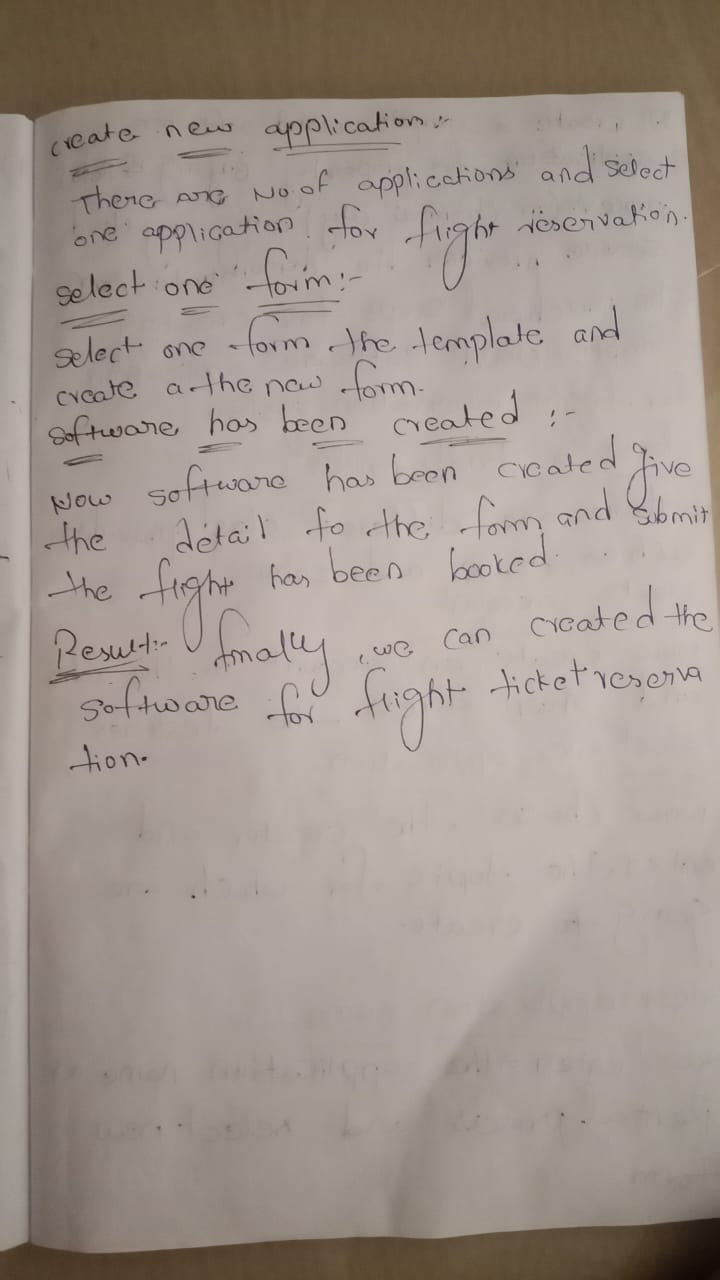 create new application:-
There are No.of applications and select
one application for flight reservation.
select one form:-
select one form the template and
create a the new form.
software has been created :-
Now software has been created give
the detail to the form and submit
the flight has been booked.
Result:- finally, we can created the
software for flight ticket reserva
tion.